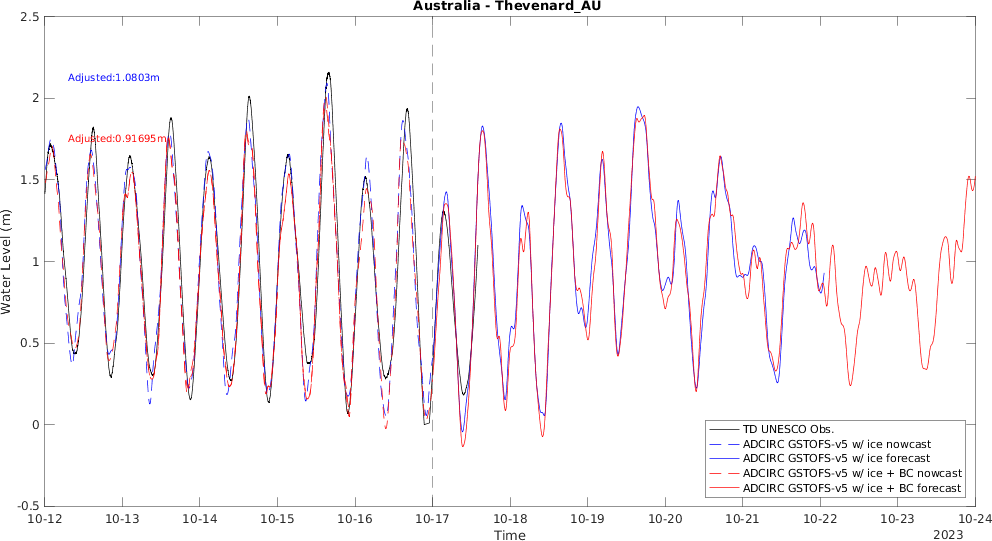 Australia - Thevenard_AU
2.5
2
1.5
1
0.5
0
-0.5
Water Level (m)
Adjusted:1.0803m
Adjusted:0.91695m
TD UNESCO Obs.
ADCIRC GSTOFS-v5 w/ ice nowcast
ADCIRC GSTOFS-v5 w/ ice forecast
ADCIRC GSTOFS-v5 w/ ice + BC nowcast
ADCIRC GSTOFS-v5 w/ ice + BC forecast
10-12 10-13 10-14 10-15 10-16 10-17 10-18 10-19 10-20 10-21 10-22 10-23 10-24
Time
2023